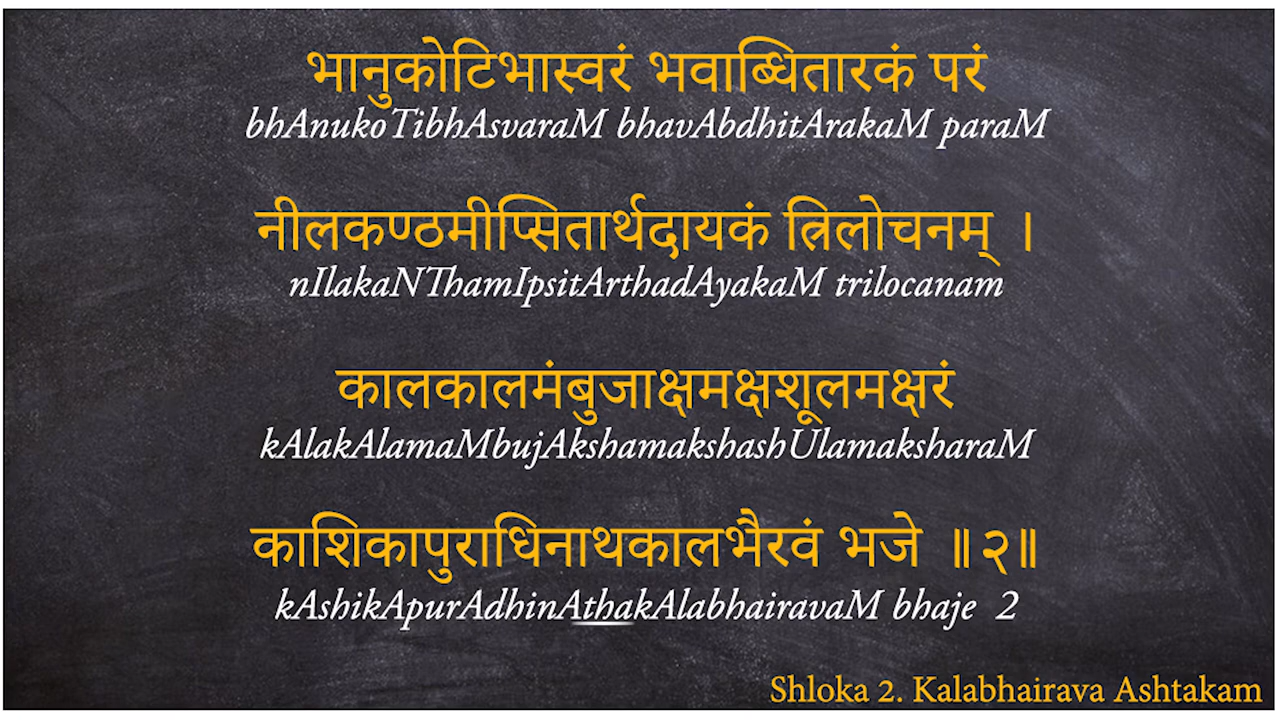 भानुकोटिभास्वरं भवाब्धितारकं परं
bhAnukoTibhAsvaraM bhavAbdhitArakaM paraM
नीलकण्ठमीप्सितार्थदायकं त्रिलोचनम् ।
nIlakaNThamIpsitArthadAyakaM trilocanam
कालकालमंबुजाक्षमक्षशूलमक्षरं
kAlakAlamaMbujAkshamakshashUlamaksharaM
काशिकापुराधिनाथकालभैरवं भजे ॥२॥
kAshikApurAdhinAthakAlabhairavaM bhaje 2
Shloka 2. Kalabhairava Ashtakam